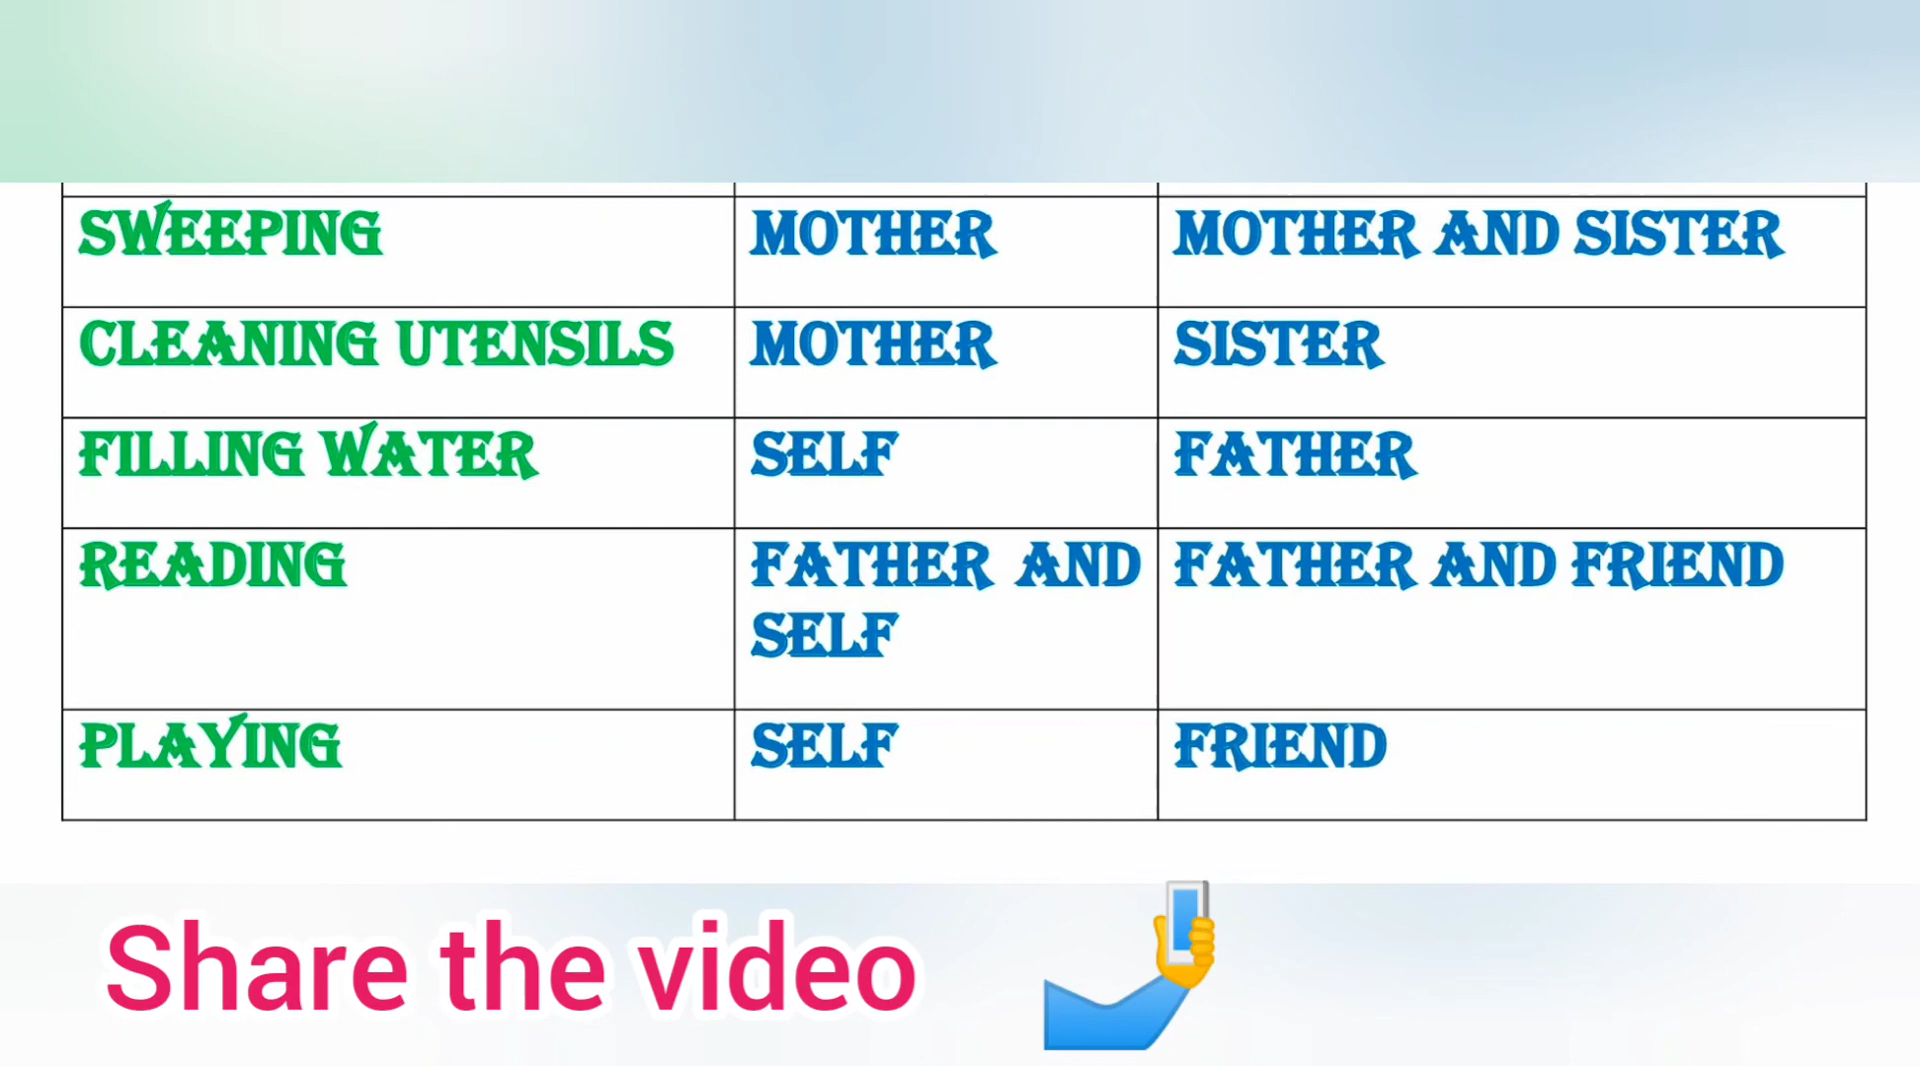 SWEEPING MOTHER MOTHER AND SISTER
CLEANING UTENSILS MOTHER SISTER
FILLING WATER SELF FATHER
READING FATHER AND FATHER AND FRIEND
SELF
PLAYING SELF FRIEND
Share the video